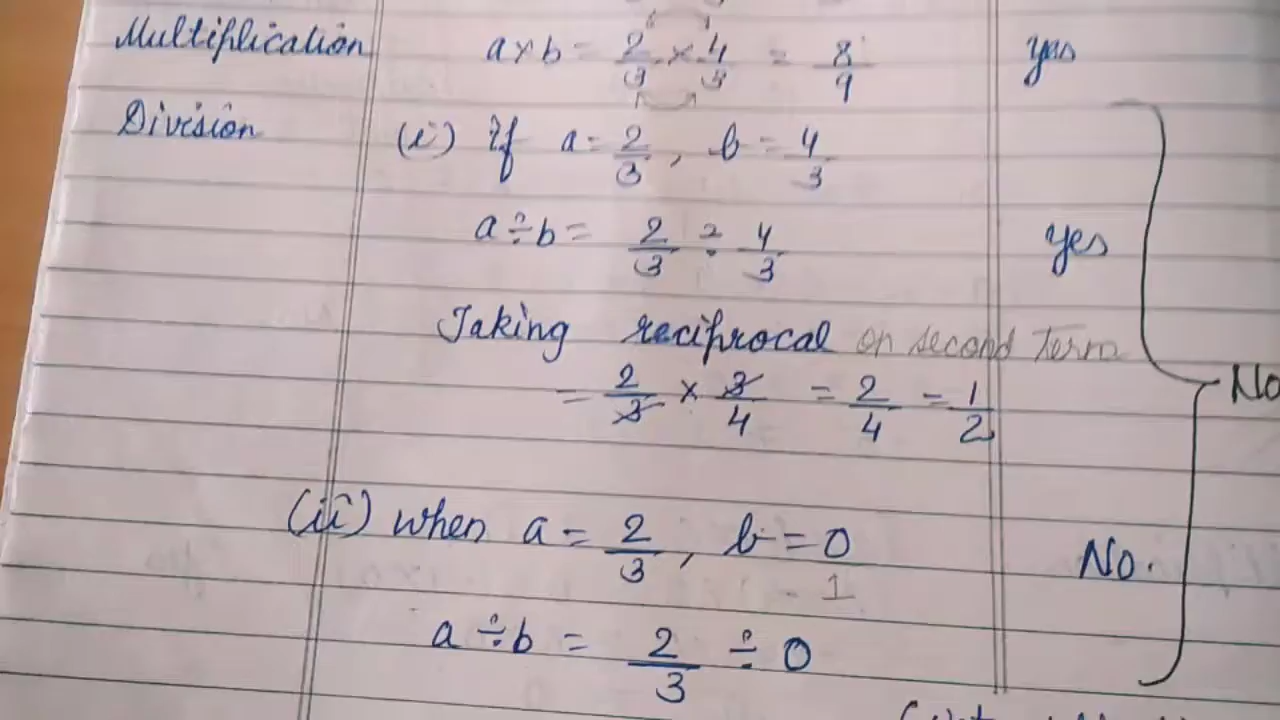 Multiplication a×b = 2/3 × 4/3 = 8/9 yes
Division (i) if a = 2/3, b = 4/3
a÷b = 2/3 ÷ 4/3 yes
Taking reciprocal on second Term
= 2/3 × 3/4 = 2/4 = 1/2 No
(ii) when a = 2/3, b = 0 No.
1
a÷b = 2/3 ÷ 0